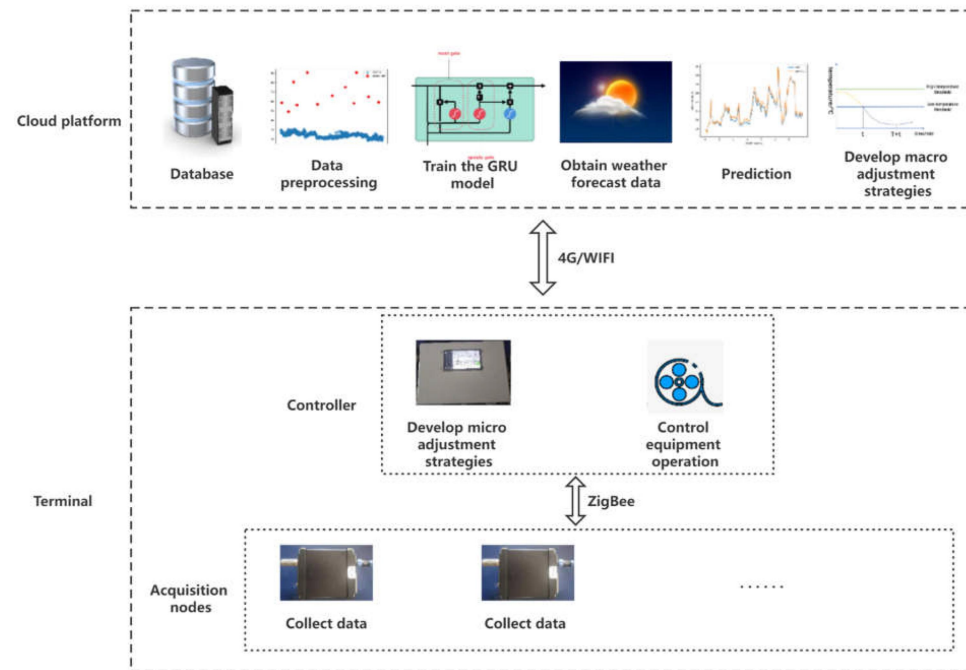 Cloud platform
Database
Data
preprocessing
Train the GRU
model
Obtain weather
forecast data
Prediction
Develop macro
adjustment
strategies
4G/WIFI
Terminal
Controller
Develop micro
adjustment
strategies
Control
equipment
operation
ZigBee
Acquisition
nodes
Collect data
Collect data
......